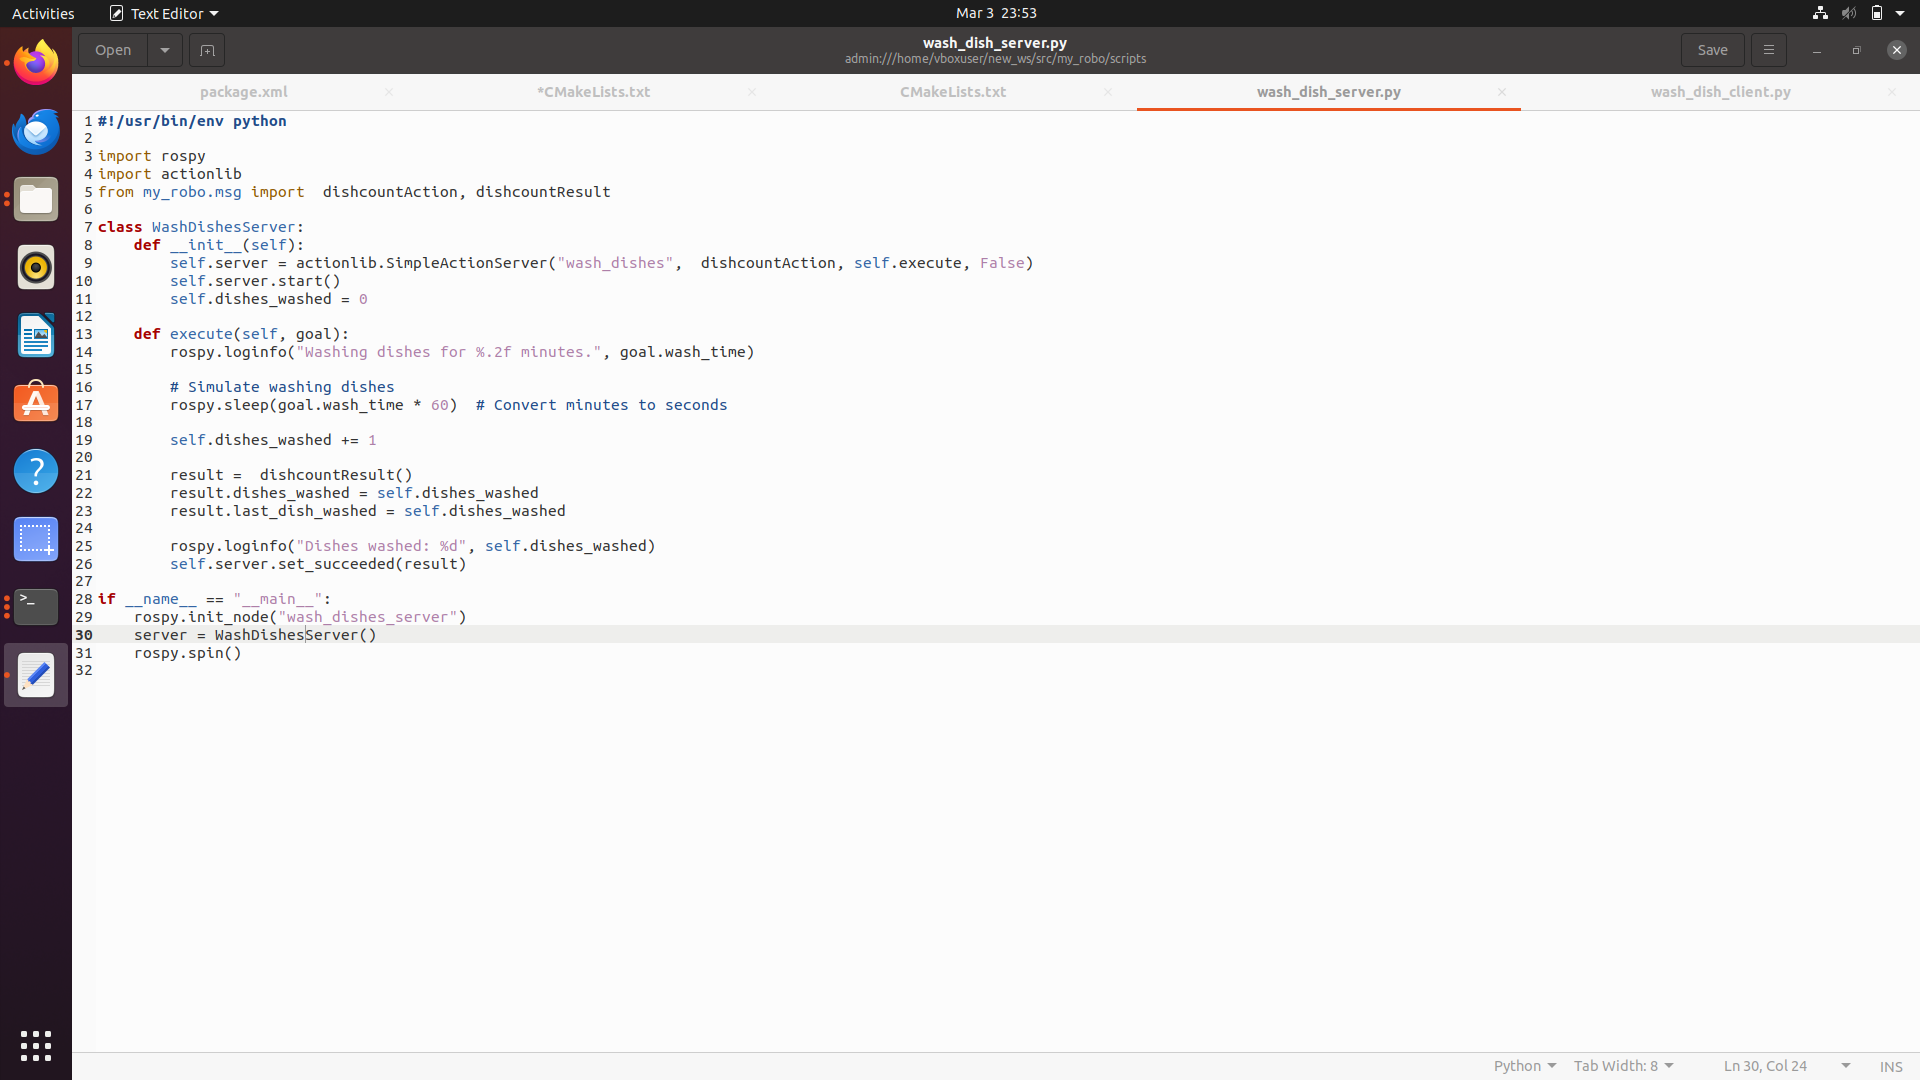 Activities Text Editor Mar 3 23:53
Open wash_dish_server.py Save
admin:///home/vboxuser/new_ws/src/my_robo/scripts
package.xml *CMakeLists.txt CMakeLists.txt wash_dish_server.py wash_dish_client.py
1 #!/usr/bin/env python
2
3 import rospy
4 import actionlib
5 from my_robo.msg import  dishcountAction, dishcountResult
6
7 class WashDishesServer:
8     def __init__(self):
9         self.server = actionlib.SimpleActionServer("wash_dishes",  dishcountAction, self.execute, False)
10         self.server.start()
11         self.dishes_washed = 0
12
13     def execute(self, goal):
14         rospy.loginfo("Washing dishes for %.2f minutes.", goal.wash_time)
15
16         # Simulate washing dishes
17         rospy.sleep(goal.wash_time * 60)  # Convert minutes to seconds
18
19         self.dishes_washed += 1
20
21         result =  dishcountResult()
22         result.dishes_washed = self.dishes_washed
23         result.last_dish_washed = self.dishes_washed
24
25         rospy.loginfo("Dishes washed: %d", self.dishes_washed)
26         self.server.set_succeeded(result)
27
28 if __name__ == "__main__":
29     rospy.init_node("wash_dishes_server")
30     server = WashDishesServer()
31     rospy.spin()
32
Python Tab Width: 8 Ln 30, Col 24 INS